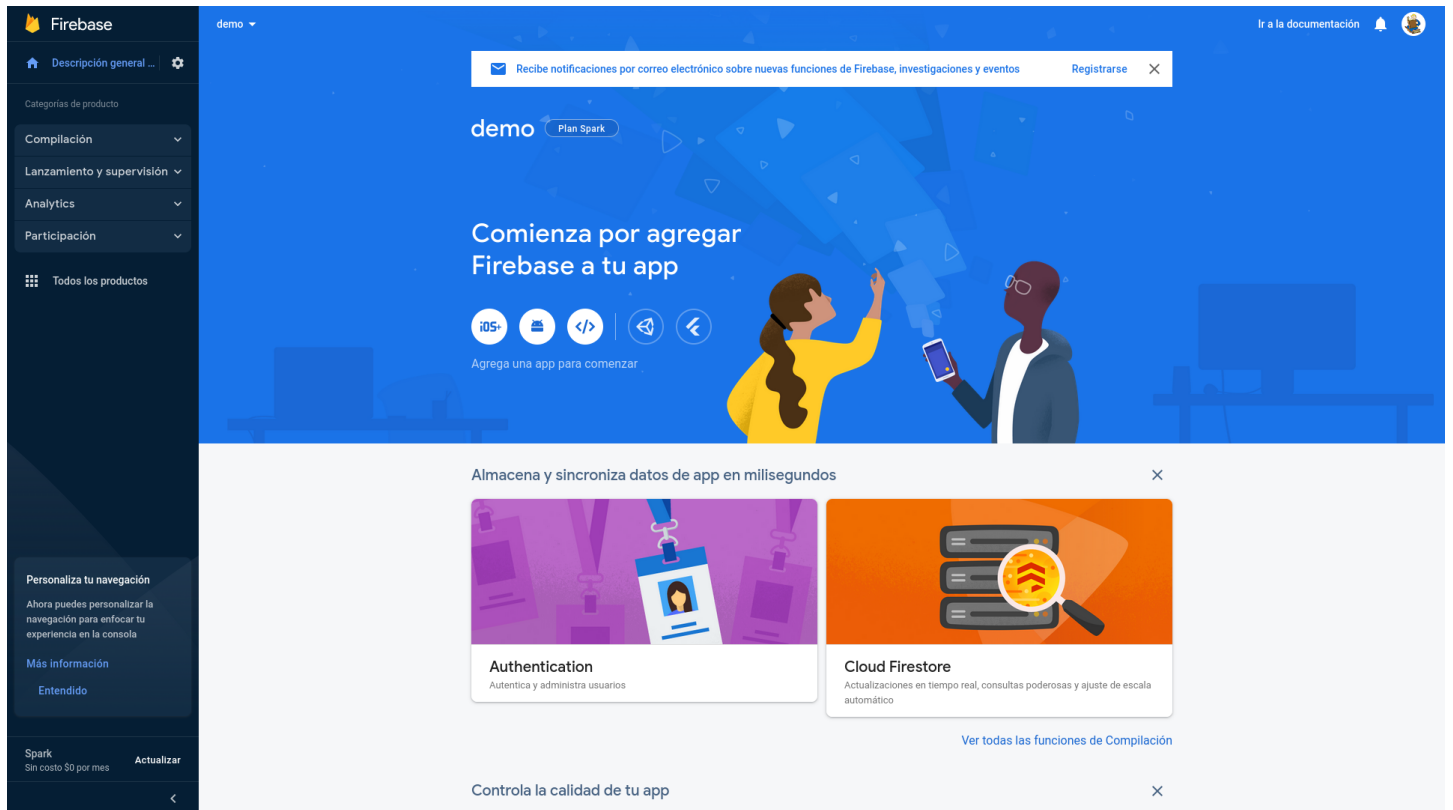 Firebase
demo
Ir a la documentación
Descripción general ...
Categorías de producto
Compilación
Lanzamiento y supervisión
Analytics
Participación
Todos los productos
Personaliza tu navegación
Ahora puedes personalizar la
navegación para enfocar tu
experiencia en la consola
Más información
Entendido
Spark
Sin costo $0 por mes
Actualizar
Recibe notificaciones por correo electrónico sobre nuevas funciones de Firebase, investigaciones y eventos
Registrarse
demo
Plan Spark
Comienza por agregar
Firebase a tu app
iOS+
Agrega una app para comenzar
Almacena y sincroniza datos de app en milisegundos
Authentication
Autentica y administra usuarios
Cloud Firestore
Actualizaciones en tiempo real, consultas poderosas y ajuste de escala
automático
Ver todas las funciones de Compilación
Controla la calidad de tu app